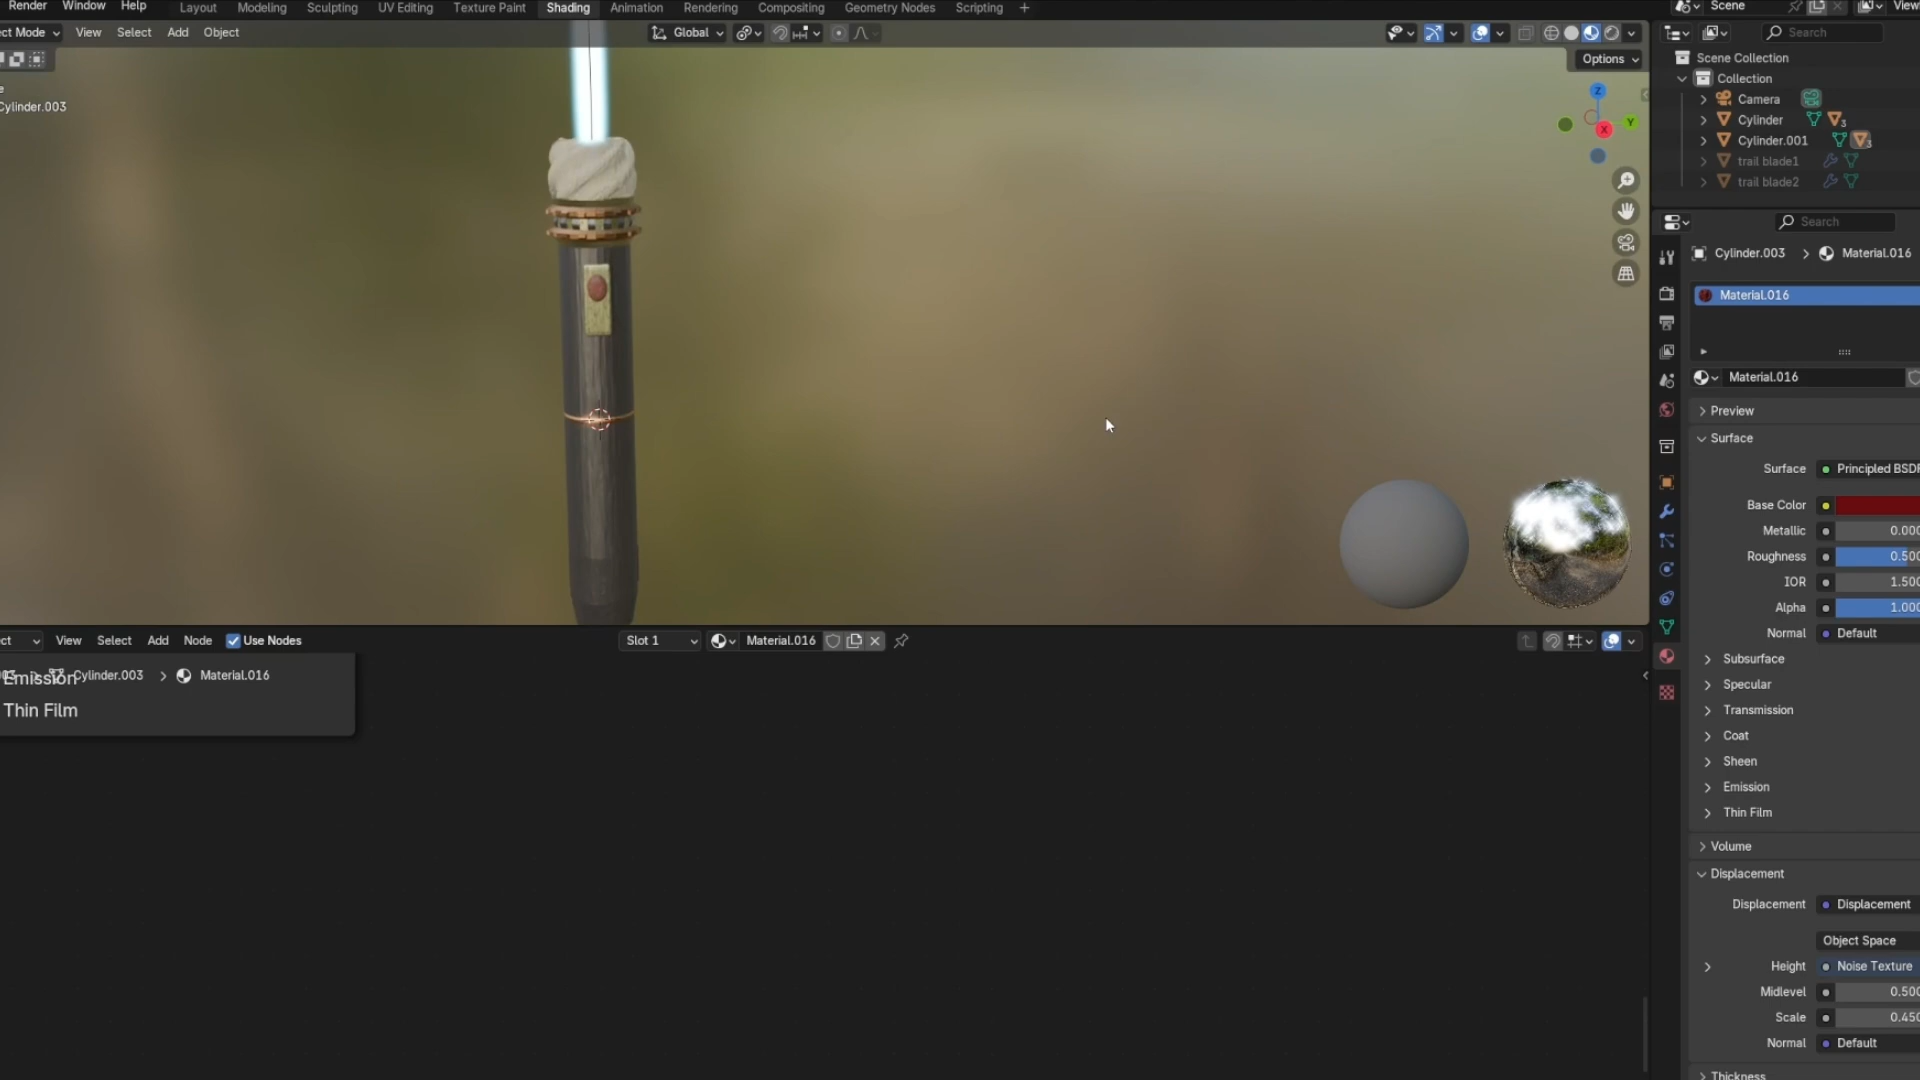 Render Window Help Layout Modeling Sculpting UV Editing Texture Paint Shading Animation Rendering Compositing Geometry Nodes Scripting + Scene View
ct Mode View Select Add Object Global Search
Options
e
Cylinder.003
Z
Y
X
Scene Collection
Collection
Camera
Cylinder 3
Cylinder.001 3
trail blade1
trail blade2
Search
Cylinder.003 > Material.016
Material.016
Material.016
Preview
Surface
Surface Principled BSDF
Base Color
Metallic 0.000
Roughness 0.500
IOR 1.500
Alpha 1.000
Normal Default
Subsurface
Specular
Transmission
Coat
Sheen
Emission
Thin Film
Volume
Displacement
Displacement Displacement
Object Space
Height Noise Texture
Midlevel 0.500
Scale 0.450
Normal Default
Thickness
ct View Select Add Node Use Nodes Slot 1 Material.016
Emission Cylinder.003 > Material.016
Thin Film